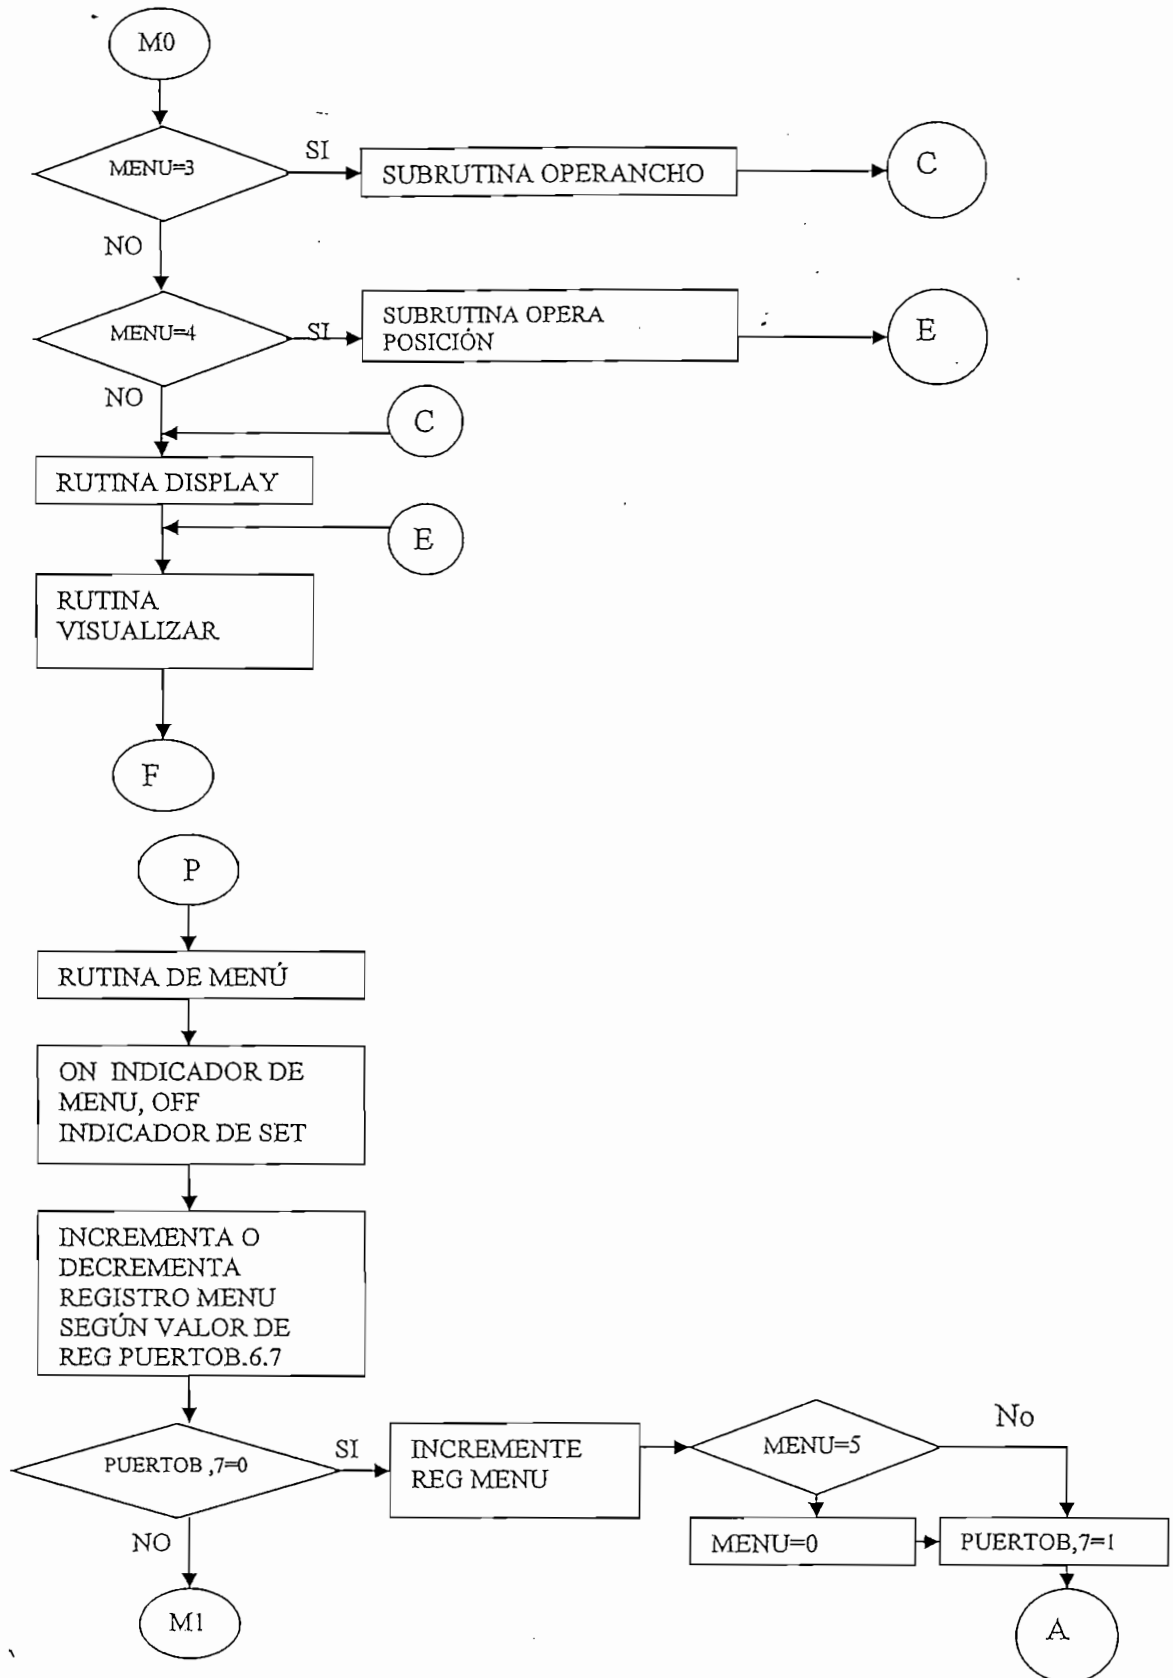 M0
MENU=3
SI
SUBRUTINA OPERANCHO
C
NO
MENU=4
SI
SUBRUTINA OPERA
POSICIÓN
E
NO
C
RUTINA DISPLAY
E
RUTINA
VISUALIZAR
F
P
RUTINA DE MENÚ
ON INDICADOR DE
MENU, OFF
INDICADOR DE SET
INCREMENTA O
DECREMENTA
REGISTRO MENU
SEGÚN VALOR DE
REG PUERTOB.6.7
PUERTOB ,7=0
SI
INCREMENTE
REG MENU
MENU=5
No
MENU=0
PUERTOB,7=1
NO
M1
A